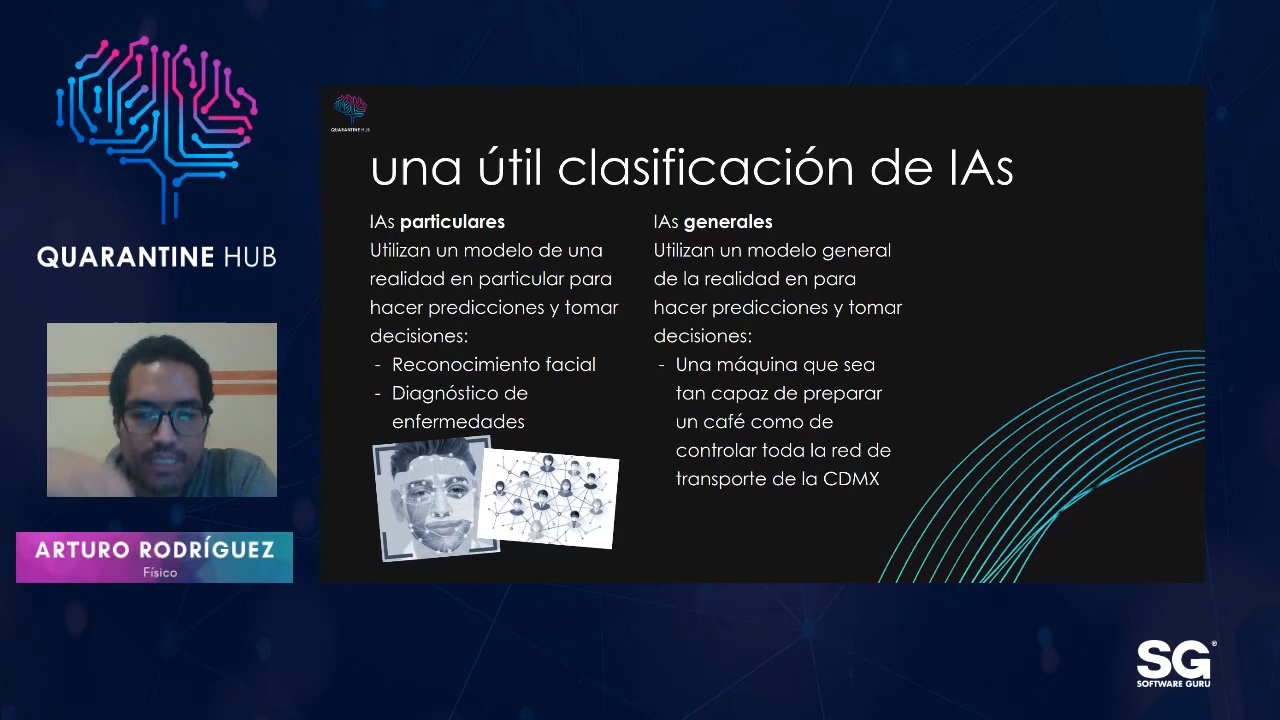 QUARANTINE HUB
ARTURO RODRÍGUEZ
Físico
QUARANTINE HUB
una útil clasificación de IAs
IAs particulares
Utilizan un modelo de una
realidad en particular para
hacer predicciones y tomar
decisiones:
- Reconocimiento facial
- Diagnóstico de
enfermedades
IAs generales
Utilizan un modelo general
de la realidad en para
hacer predicciones y tomar
decisiones:
- Una máquina que sea
tan capaz de preparar
un café como de
controlar toda la red de
transporte de la CDMX
SG
SOFTWARE GURU